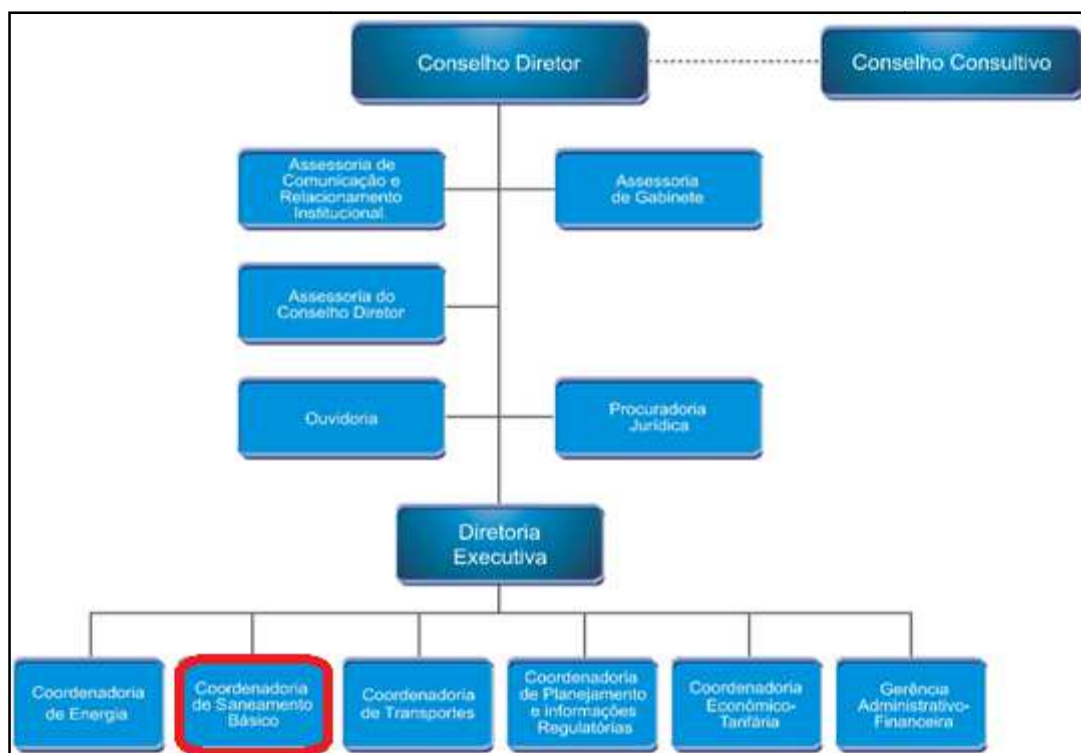 Conselho Diretor
Conselho Consultivo
Assessoria de
Comunicação e
Relacionamento
Institucional
Assessoria
de Gabinete
Assessoria do
Conselho Diretor
Ouvidoria
Procuradoria
Jurídica
Diretoria
Executiva
Coordenadoria
de Energia
Coordenadoria
de Saneamento
Básico
Coordenadoria
de Transportes
Coordenadoria
de Planejamento
e informações
Regulatórias
Coordenadoria
Econômico-
Tarifária
Gerência
Administrativo-
Financeira